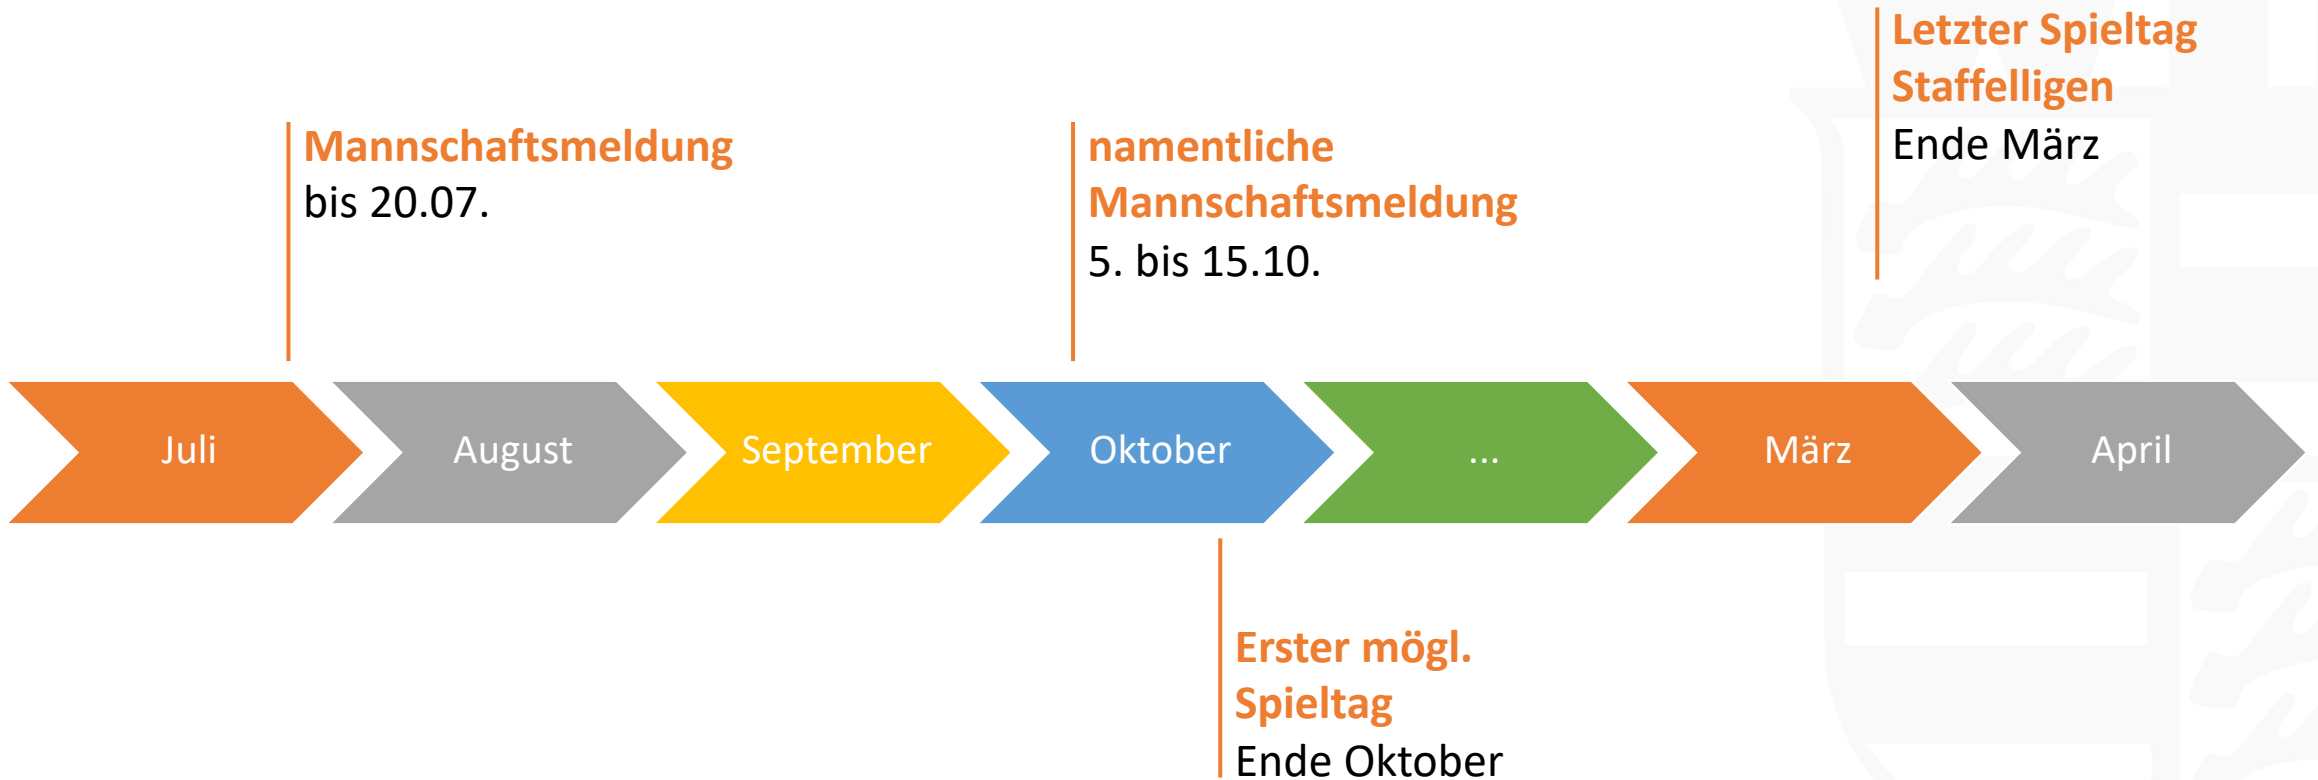 Letzter Spieltag
Staffelligen
Ende März
Mannschaftsmeldung
bis 20.07.
namentliche
Mannschaftsmeldung
5. bis 15.10.
Juli
August
September
Oktober
...
März
April
Erster mögl.
Spieltag
Ende Oktober